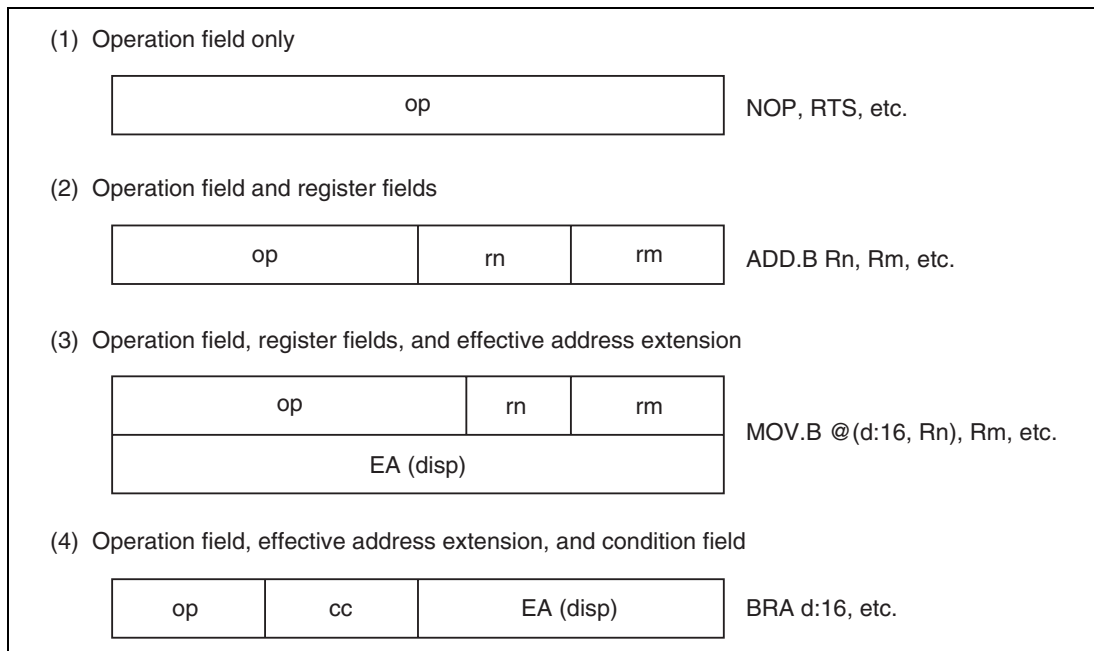 (1) Operation field only
op
NOP, RTS, etc.
(2) Operation field and register fields
op rn rm
ADD.B Rn, Rm, etc.
(3) Operation field, register fields, and effective address extension
op rn rm
EA (disp)
MOV.B @(d:16, Rn), Rm, etc.
(4) Operation field, effective address extension, and condition field
op cc EA (disp)
BRA d:16, etc.